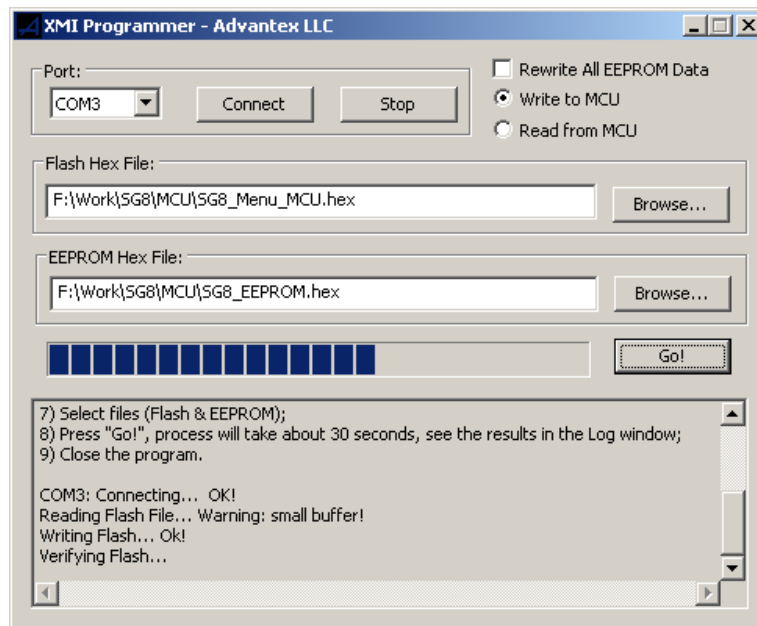 XMI Programmer - Advantex LLC
Port:
COM3
Connect
Stop
Rewrite All EEPROM Data
Write to MCU
Read from MCU
Flash Hex File:
F:\Work\SG8\MCU\SG8_Menu_MCU.hex
Browse...
EEPROM Hex File:
F:\Work\SG8\MCU\SG8_EEPROM.hex
Browse...
Go!
7) Select files (Flash & EEPROM);
8) Press "Go!", process will take about 30 seconds, see the results in the Log window;
9) Close the program.
COM3: Connecting... OK!
Reading Flash File... Warning: small buffer!
Writing Flash... Ok!
Verifying Flash...